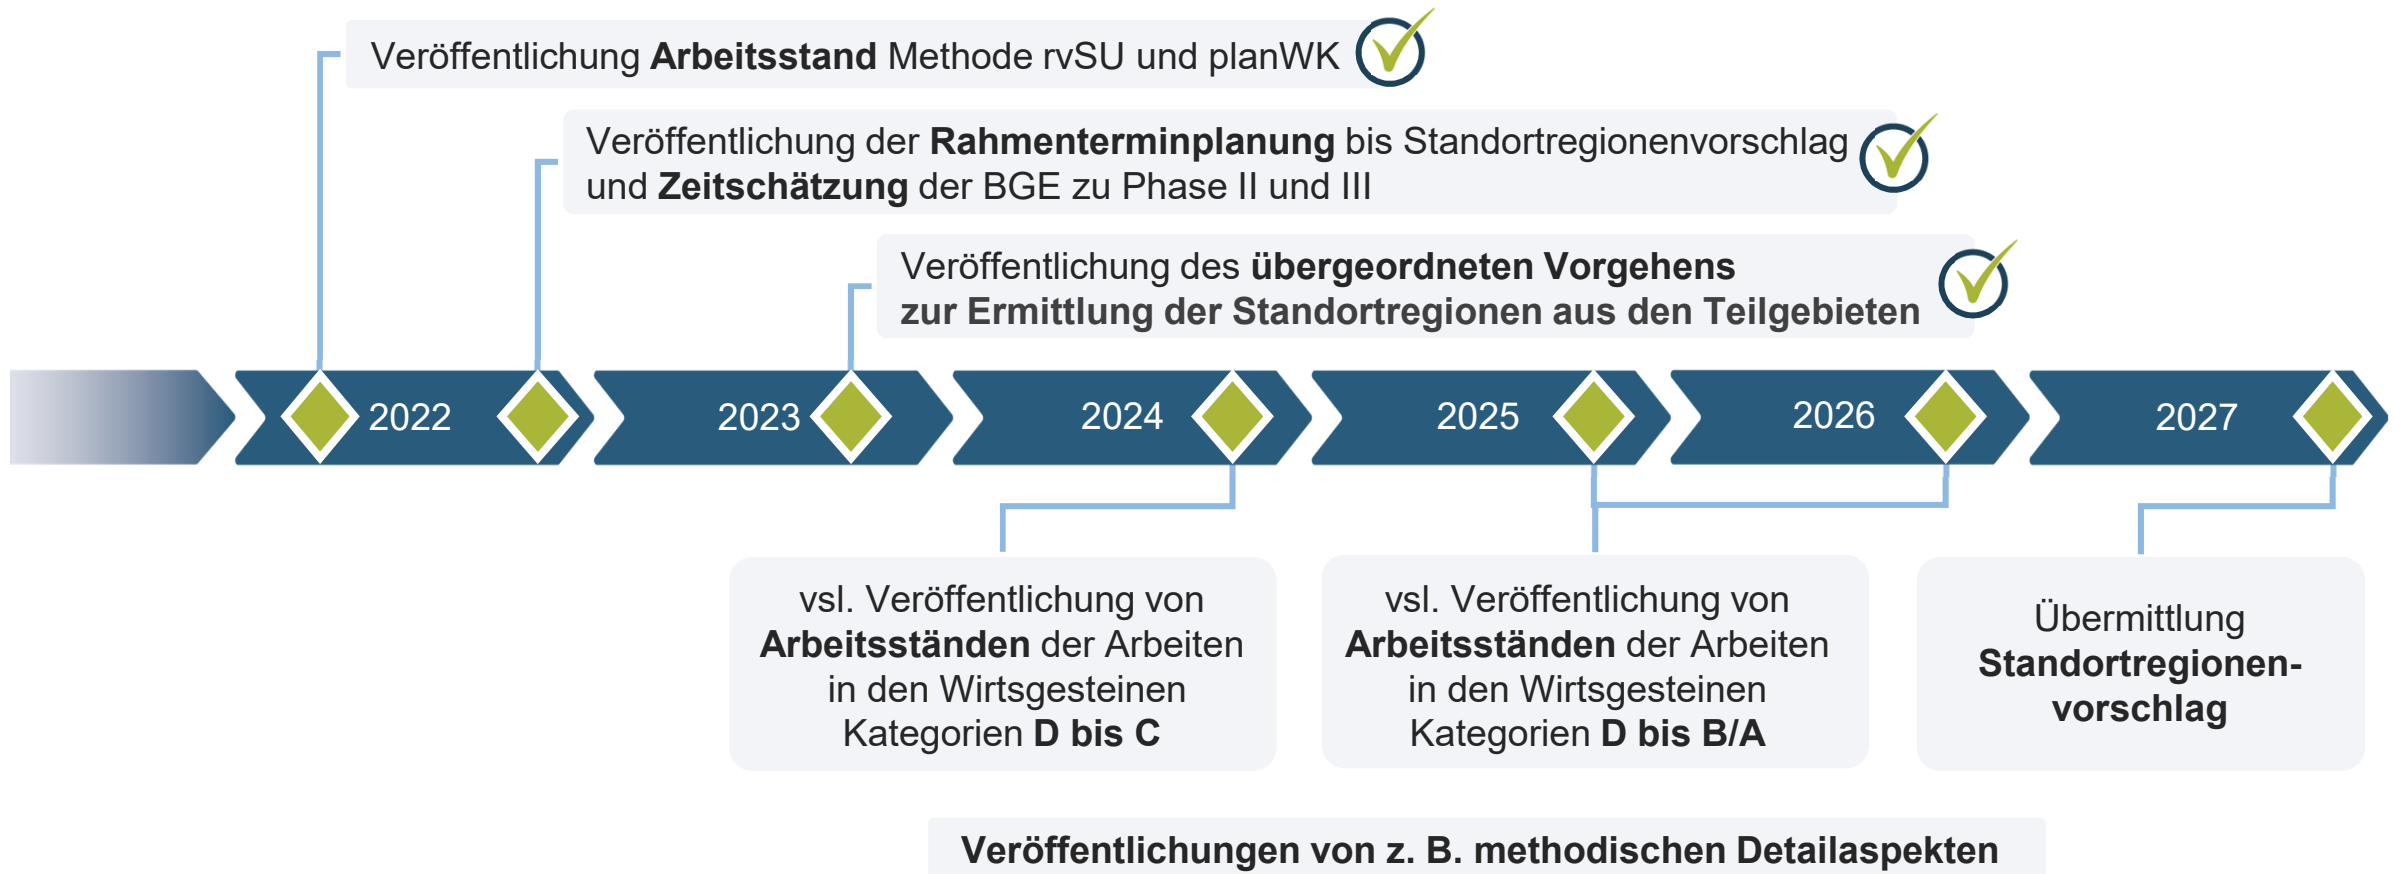 Veröffentlichung Arbeitsstand Methode rvSU und planWK
Veröffentlichung der Rahmenterminplanung bis Standortregionenvorschlag
und Zeitschätzung der BGE zu Phase II und III
Veröffentlichung des übergeordneten Vorgehens
zur Ermittlung der Standortregionen aus den Teilgebieten
2022
2023
2024
2025
2026
2027
vsl. Veröffentlichung von
Arbeitsständen der Arbeiten
in den Wirtsgesteinen
Kategorien D bis C
vsl. Veröffentlichung von
Arbeitsständen der Arbeiten
in den Wirtsgesteinen
Kategorien D bis B/A
Übermittlung
Standortregionen-
vorschlag
Veröffentlichungen von z. B. methodischen Detailaspekten